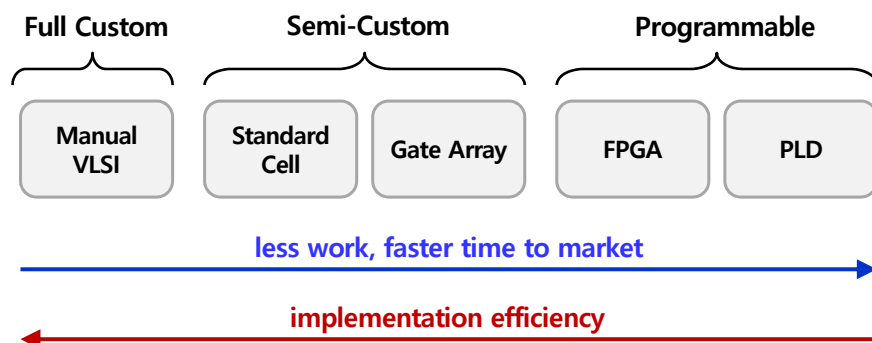 Full Custom
Semi-Custom
Programmable
Manual
VLSI
Standard
Cell
Gate Array
FPGA
PLD
less work, faster time to market
implementation efficiency